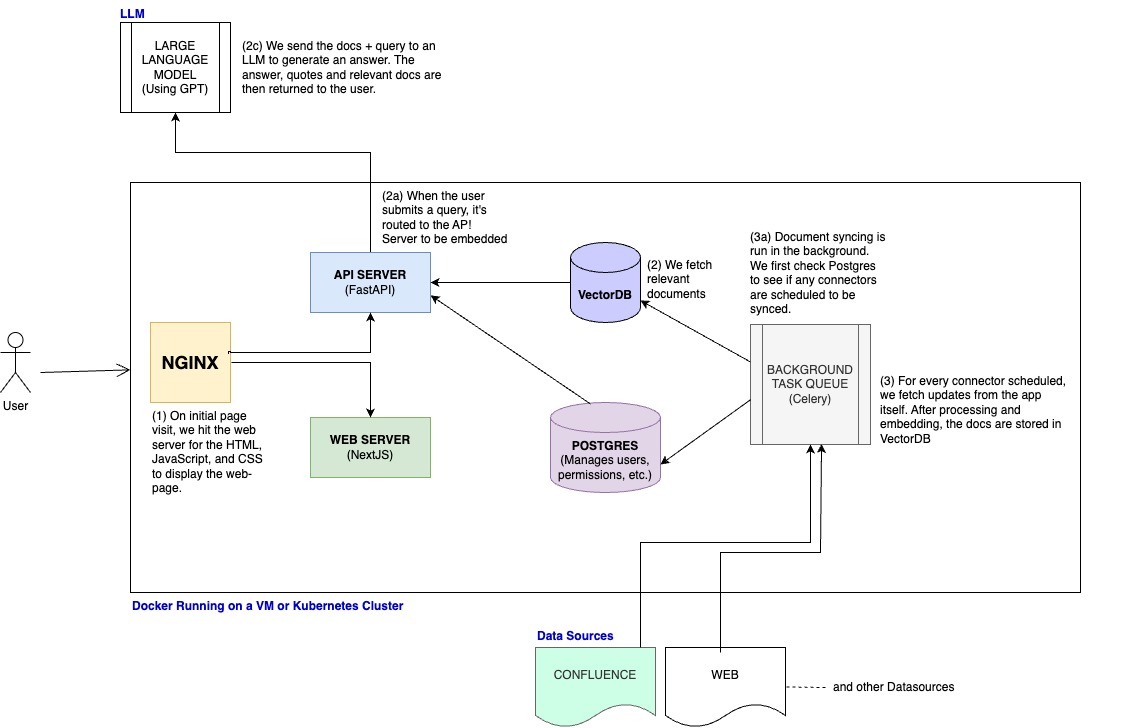 LLM
LARGE
LANGUAGE
MODEL
(Using GPT)
(2c) We send the docs + query to an
LLM to generate an answer. The
answer, quotes and relevant docs are
then returned to the user.
(2a) When the user
submits a query, it's
routed to the API!
Server to be embedded
API SERVER
(FastAPI)
VectorDB
(2) We fetch
relevant
documents
(3a) Document syncing is
run in the background.
We first check Postgres
to see if any connectors
are scheduled to be
synced.
BACKGROUND
TASK QUEUE
(Celery)
(3) For every connector scheduled,
we fetch updates from the app
itself. After processing and
embedding, the docs are stored in
VectorDB
User
NGINX
(1) On initial page
visit, we hit the web
server for the HTML,
JavaScript, and CSS
to display the web-
page.
WEB SERVER
(NextJS)
POSTGRES
(Manages users,
permissions, etc.)
Docker Running on a VM or Kubernetes Cluster
Data Sources
CONFLUENCE
WEB
and other Datasources